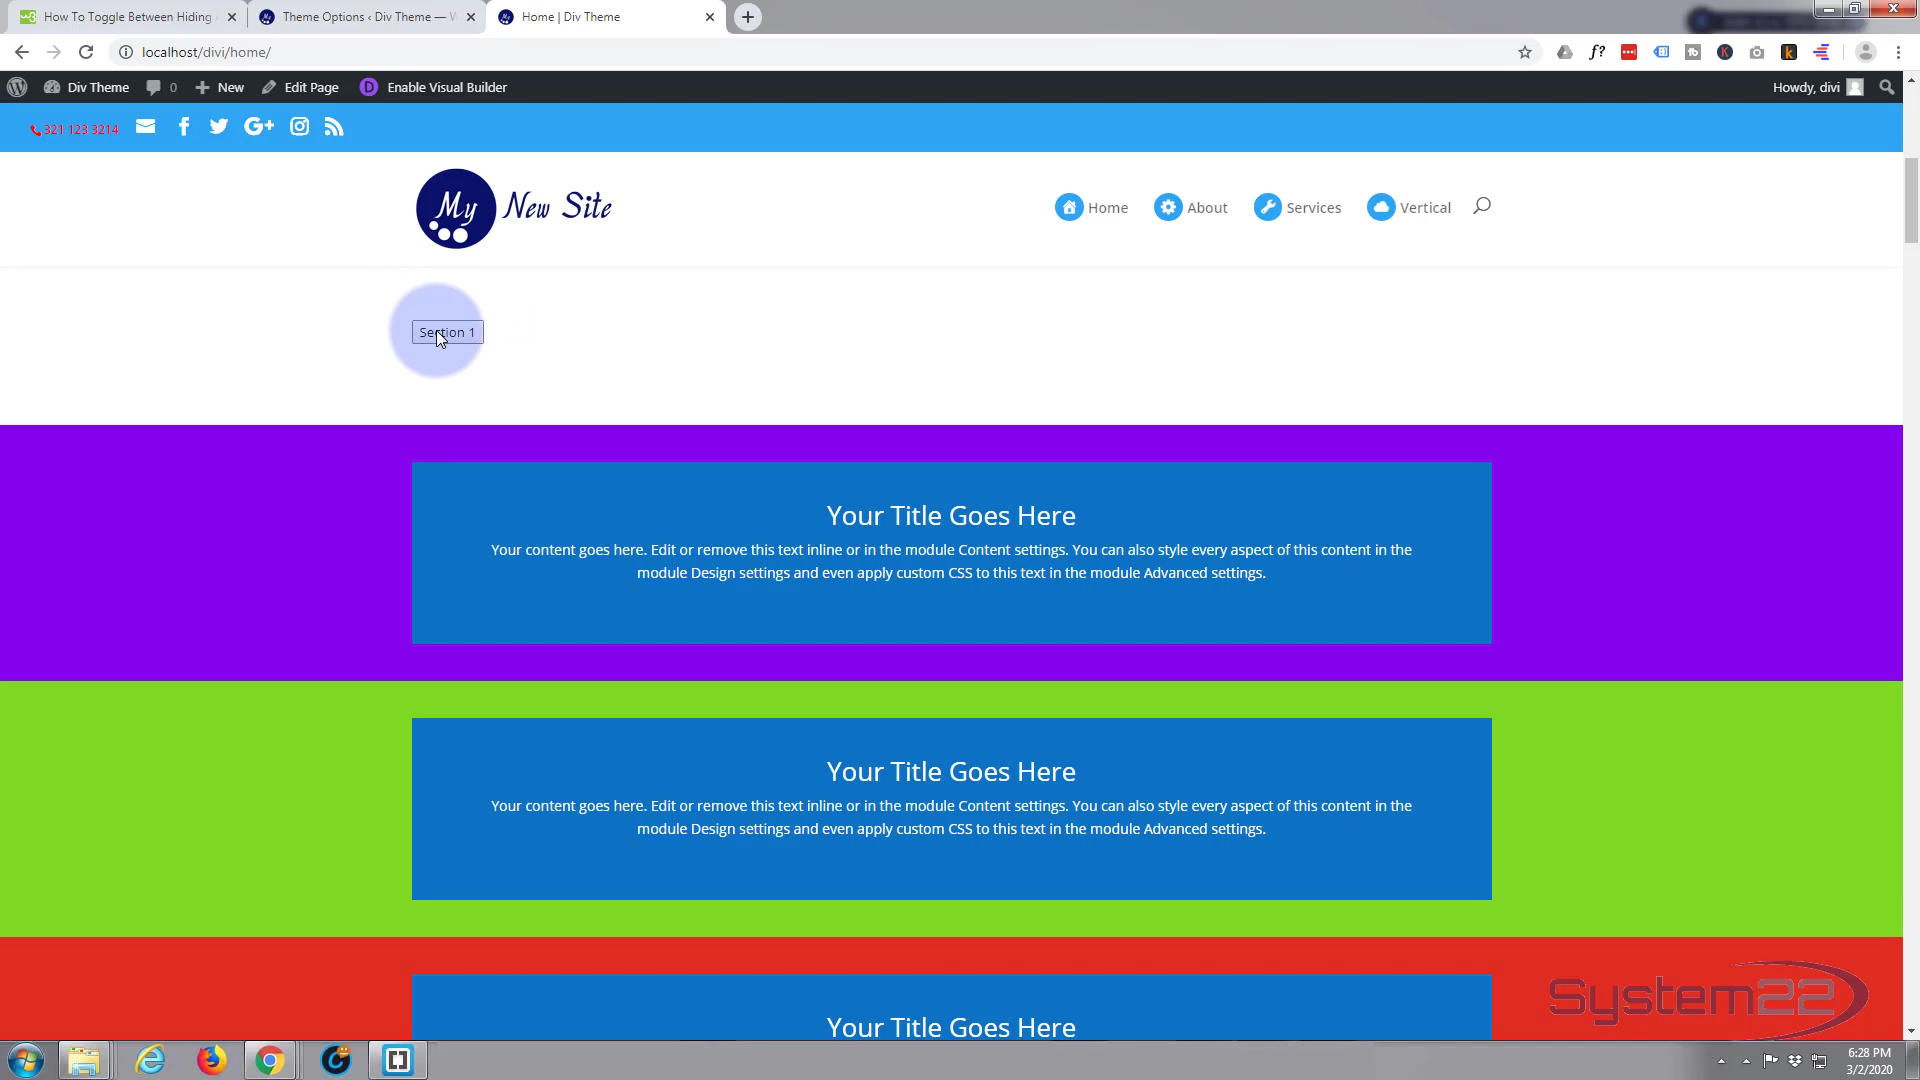 How To Toggle Between Hiding
Theme Options ‹ Div Theme — W
Home | Div Theme
localhost/divi/home/
Div Theme
0
New
Edit Page
D
Enable Visual Builder
Howdy, divi
321 123 3214
My New Site
Home
About
Services
Vertical
Section 1
Your Title Goes Here
Your content goes here. Edit or remove this text inline or in the module Content settings. You can also style every aspect of this content in the
module Design settings and even apply custom CSS to this text in the module Advanced settings.
Your Title Goes Here
Your content goes here. Edit or remove this text inline or in the module Content settings. You can also style every aspect of this content in the
module Design settings and even apply custom CSS to this text in the module Advanced settings.
Your Title Goes Here
System22
6:28 PM
3/2/2020